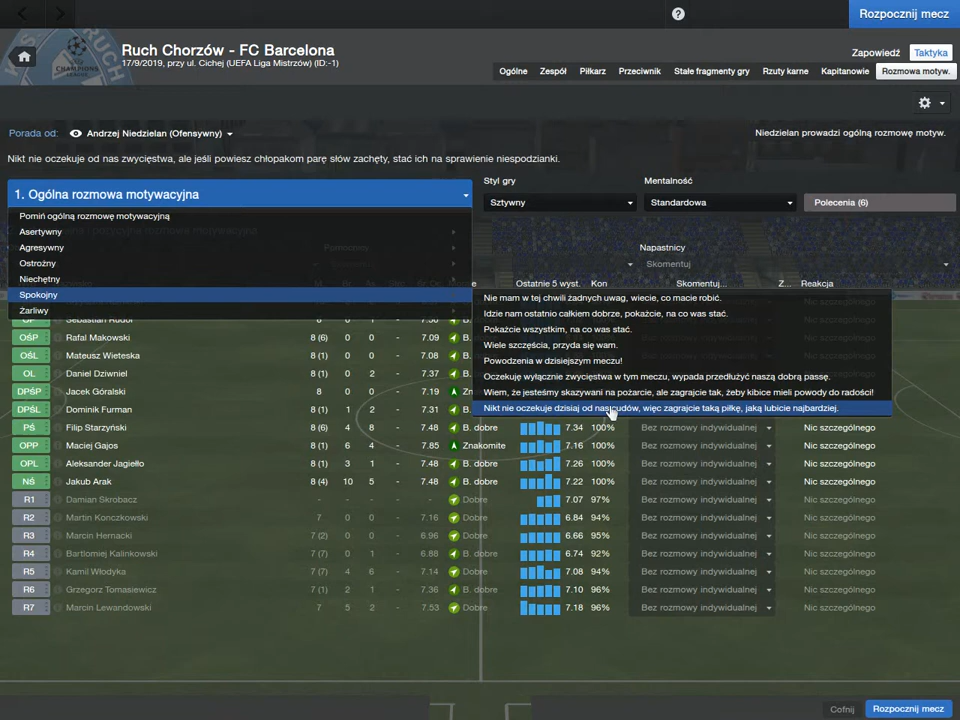 Rozpocznij mecz
Ruch Chorzów - FC Barcelona
17/9/2019, przy ul. Cichej (UEFA Liga Mistrzów) (ID:-1)
Zapowiedź Taktyka
Ogólne Zespół Piłkarz Przeciwnik Stałe fragmenty gry Rzuty karne Kapitanowie Rozmowa motyw.
Porada od: Andrzej Niedzielan (Ofensywny)
Niedzielan prowadzi ogólną rozmowę motyw.
Nikt nie oczekuje od nas zwycięstwa, ale jeśli powiesz chłopakom parę słów zachęty, stać ich na sprawienie niespodzianki.
1. Ogólna rozmowa motywacyjna
Styl gry Mentalność
Sztywny Standardowa Polecenia (6)
Pomiń ogólną rozmowę motywacyjną
Asertywny
Agresywny
Ostrożny
Niechętny
Spokojny
Żarliwy
Napastnicy
Skomentuj
Ostatnie 5 wyst. Kon Skomentuj... Z... Reakcja
Nie mam w tej chwili żadnych uwag, wiecie, co macie robić.
Idzie nam ostatnio całkiem dobrze, pokażcie, na co was stać.
Pokażcie wszystkim, na co was stać.
Wiele szczęścia, przyda się wam.
Powodzenia w dzisiejszym meczu!
Oczekuję wyłącznie zwycięstwa w tym meczu, wypada przedłużyć naszą dobrą passę.
Wiem, że jesteśmy skazywani na pożarcie, ale zagrajcie tak, żeby kibice mieli powody do radości!
Nikt nie oczekuje dzisiaj od nas cudów, więc zagrajcie taką piłkę, jaką lubicie najbardziej.
Sebastian Rudol 8 0 1 - 7.50 B.
OŚP Rafał Makowski 8 (6) 0 0 - 7.09 B.
OŚL Mateusz Wieteska 8 (1) 0 0 - 7.08 B.
OL Daniel Dziwniel 8 (1) 0 1 - 7.37 B.
DPŚP Jacek Góralski 8 0 0 - 7.19 Z
DPŚL Dominik Furman 8 (1) 0 2 - 7.31 B.
PŚ Filip Starzyński 8 (6) 4 8 - 7.48 B. dobre 7.34 100% Bez rozmowy indywidualnej Nic szczególnego
OPP Maciej Gajos 8 (1) 6 4 - 7.85 Znakomite 7.16 100% Bez rozmowy indywidualnej Nic szczególnego
OPL Aleksander Jagiełło 8 (1) 3 1 - 7.48 B. dobre 7.26 100% Bez rozmowy indywidualnej Nic szczególnego
NŚ Jakub Arak 8 (4) 10 5 - 7.48 B. dobre 7.22 100% Bez rozmowy indywidualnej Nic szczególnego
R1 Damian Skrobacz - - - - - Dobre 7.07 97% Bez rozmowy indywidualnej Nic szczególnego
R2 Martin Konczkowski 7 0 0 - 7.16 Dobre 6.84 94% Bez rozmowy indywidualnej Nic szczególnego
R3 Marcin Hernacki 7 (2) 0 0 - 6.96 Dobre 6.66 95% Bez rozmowy indywidualnej Nic szczególnego
R4 Bartłomiej Kalinkowski 7 (7) 0 1 - 6.88 B. dobre 6.74 92% Bez rozmowy indywidualnej Nic szczególnego
R5 Kamil Włodyka 7 (7) 4 6 - 7.14 Dobre 7.08 94% Bez rozmowy indywidualnej Nic szczególnego
R6 Grzegorz Tomasiewicz 7 (1) 2 1 - 7.36 B. dobre 7.10 96% Bez rozmowy indywidualnej Nic szczególnego
R7 Marcin Lewandowski 7 5 2 - 7.53 Dobre 7.18 96% Bez rozmowy indywidualnej Nic szczególnego
Cofnij Rozpocznij mecz